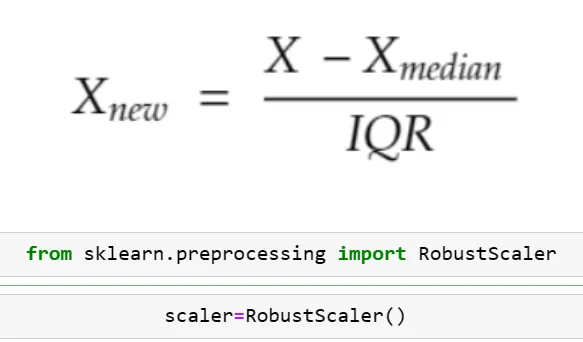 X_new = (X − X_median) / IQR
from sklearn.preprocessing import RobustScaler
scaler=RobustScaler()